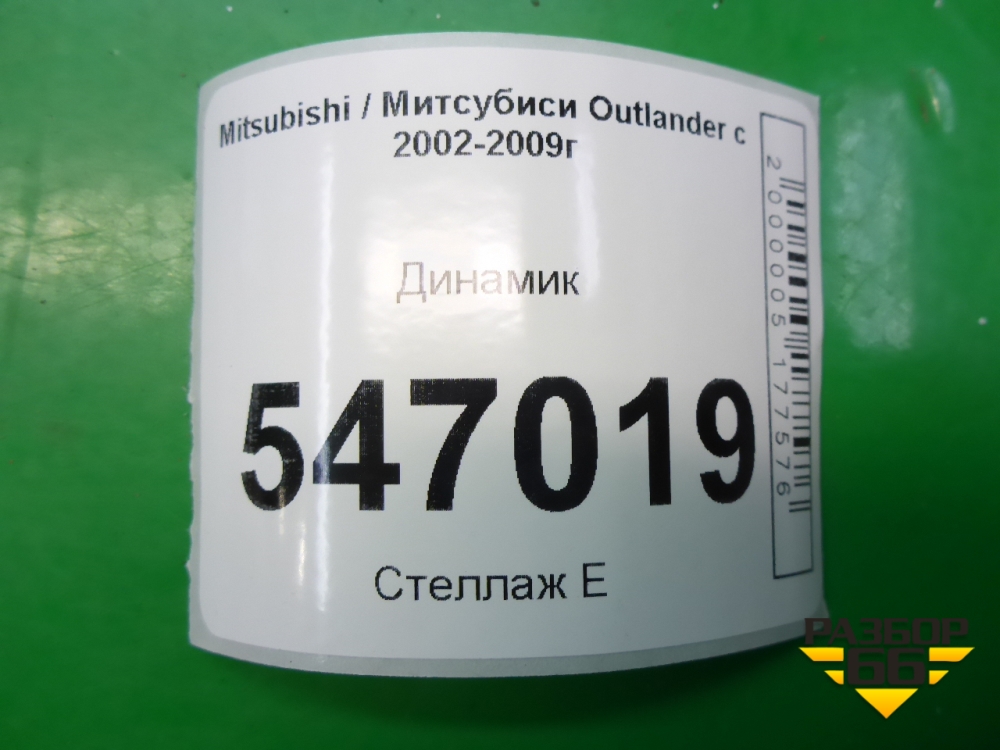 Mitsubishi / Митсубиси Outlander с
2002-2009г
Динамик
547019
Стеллаж Е
2000005177576
РАЗБОР
66